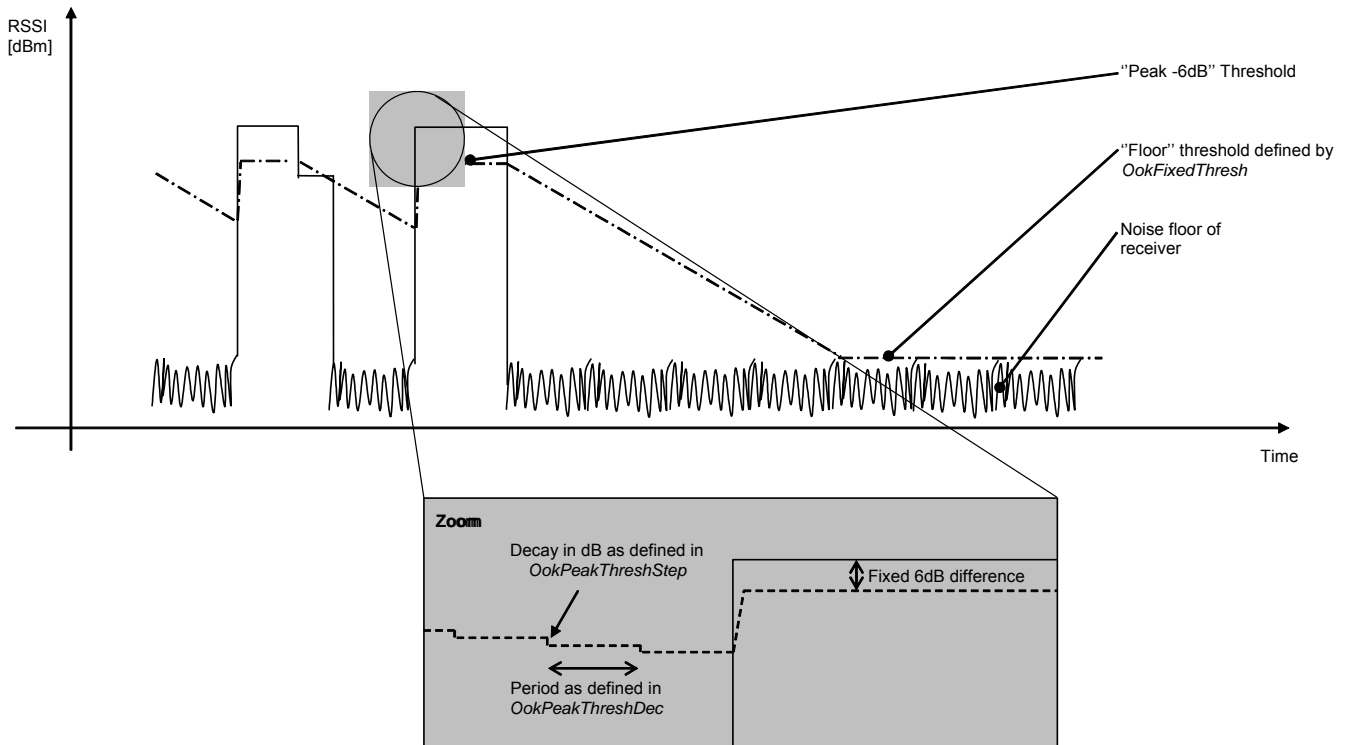 RSSI
[dBm]
‘‘Peak -6dB’’ Threshold
‘‘Floor’’ threshold defined by
OokFixedThresh
Noise floor of
receiver
Time
Zoom
Decay in dB as defined in
OokPeakThreshStep
Fixed 6dB difference
Period as defined in
OokPeakThreshDec